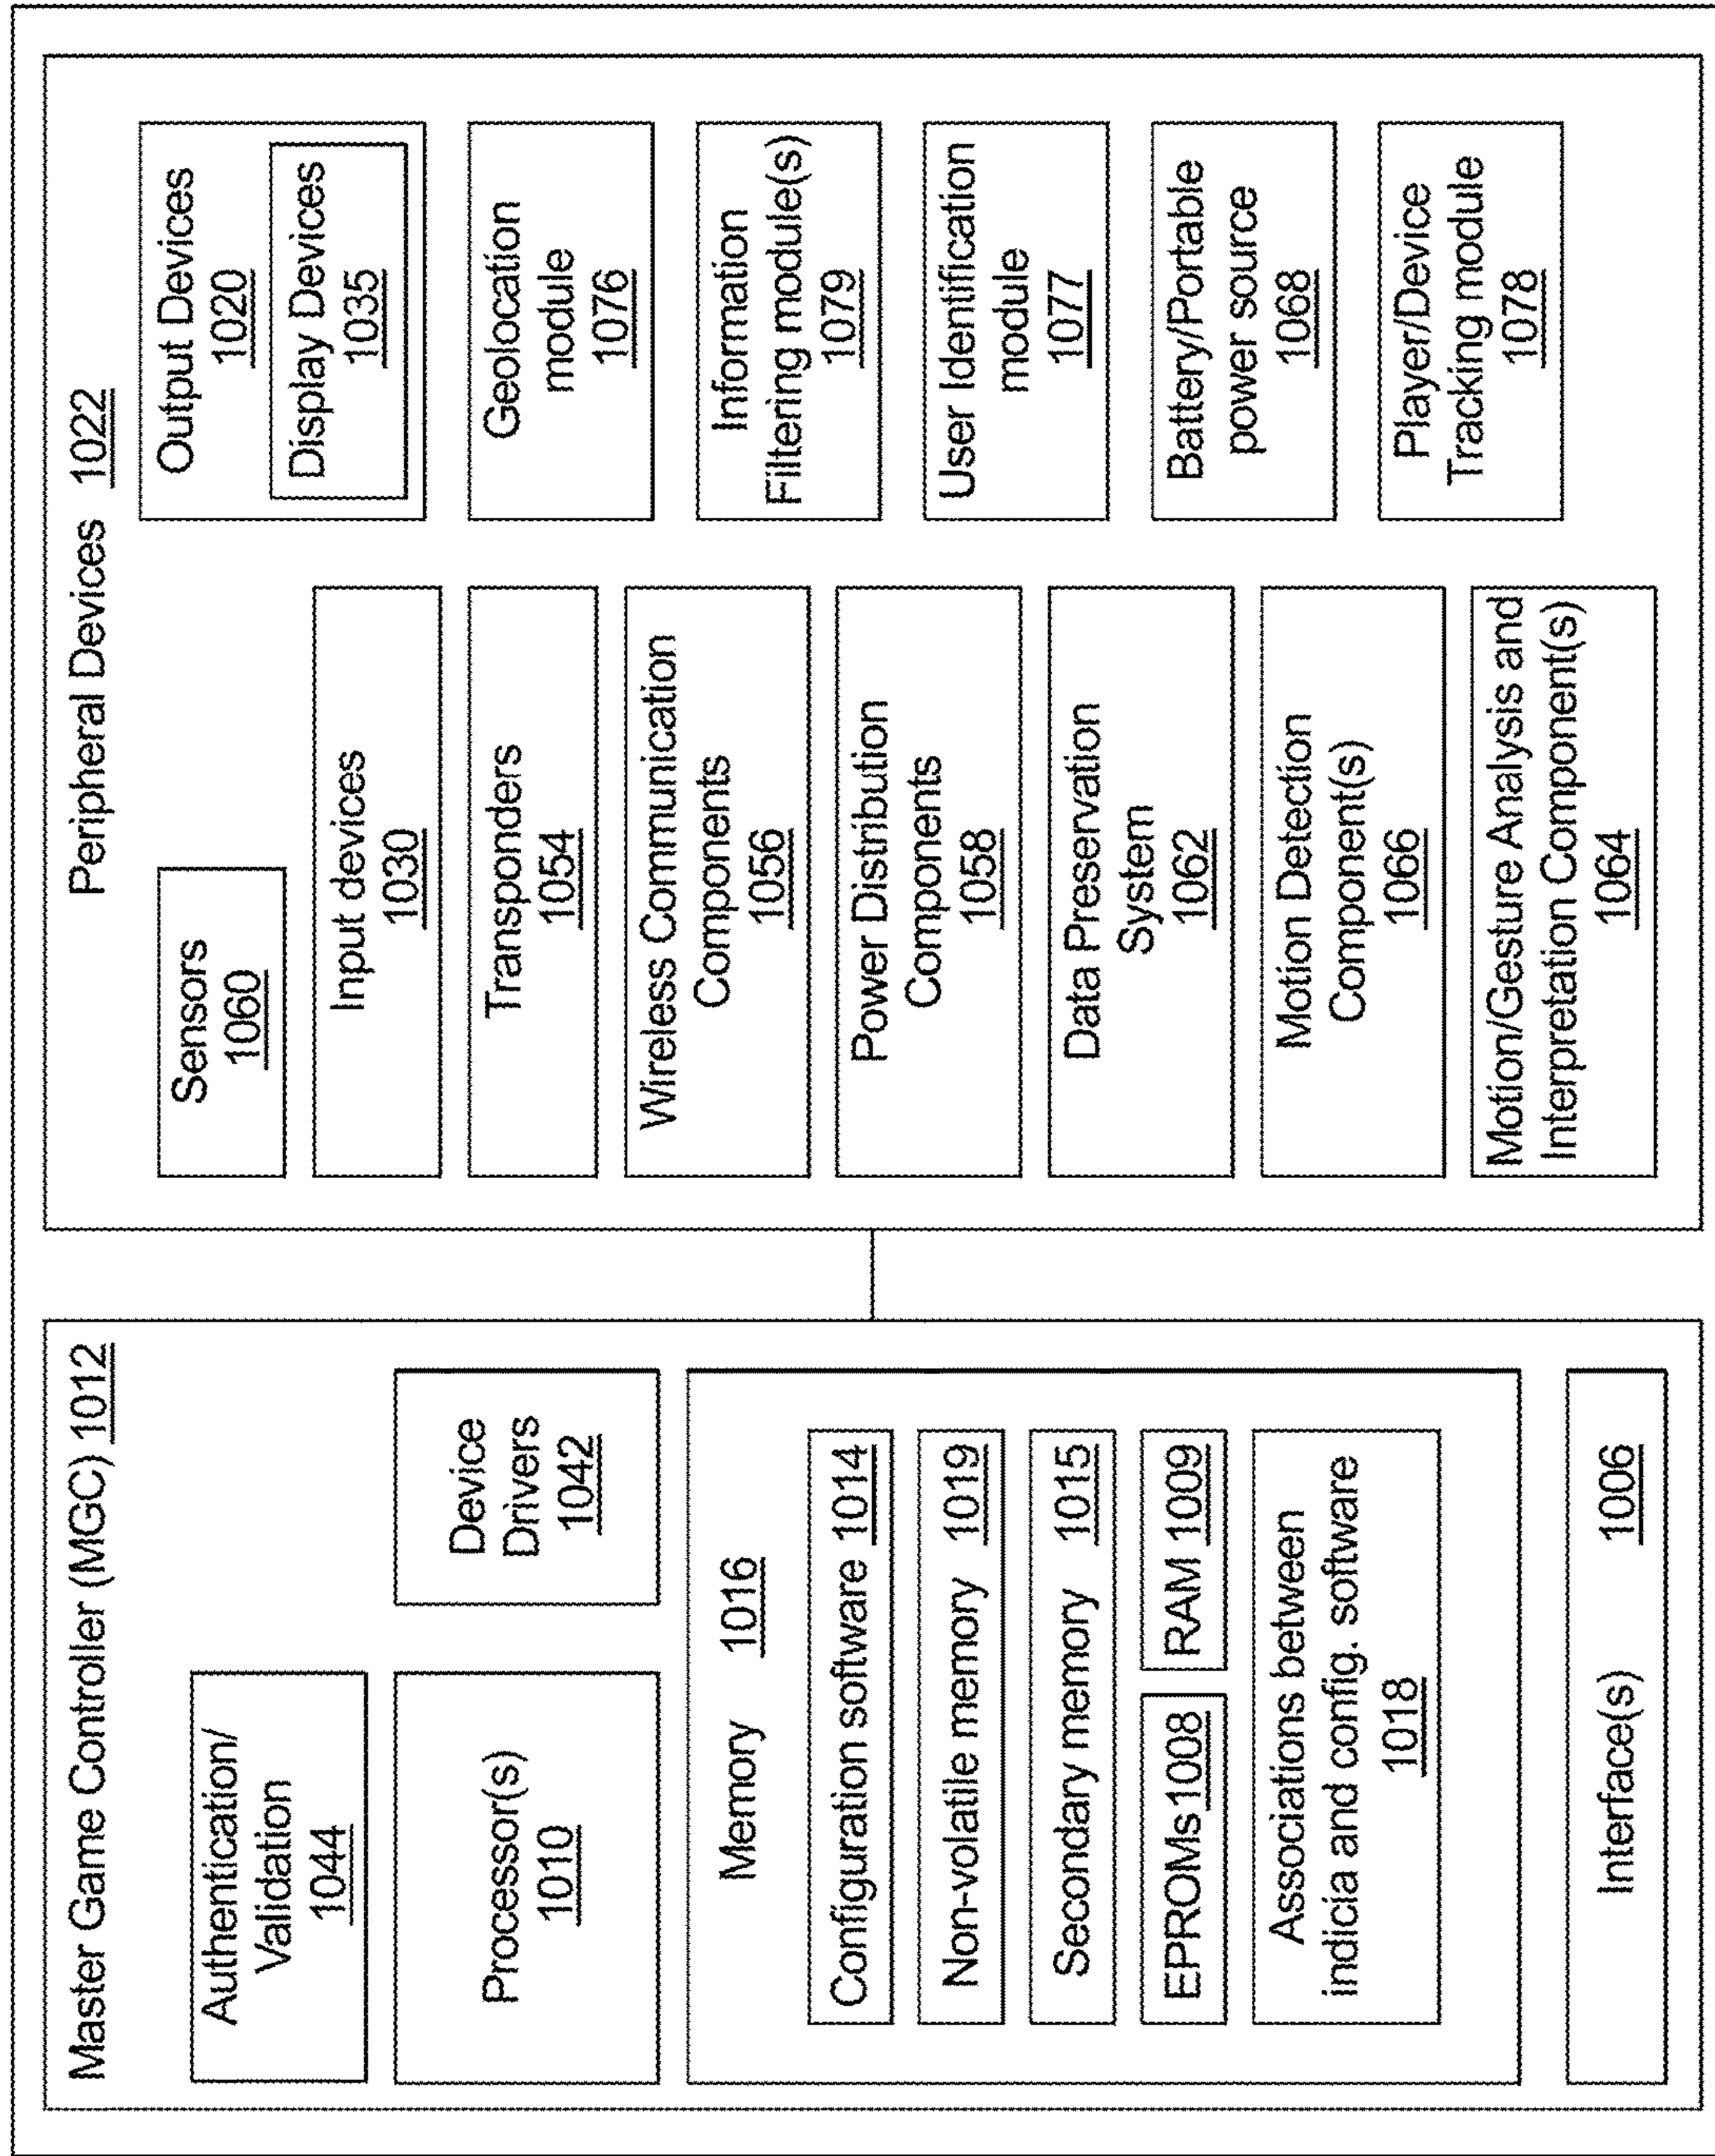 Master Game Controller (MGC) 1012
Authentication/
Validation
1044
Processor(s)
1010
Device
Drivers
1042
Memory 1016
Configuration software 1014
Non-volatile memory 1019
Secondary memory 1015
EPROMs 1008
RAM 1009
Associations between
indicia and config. software
1018
Interface(s) 1006
Peripheral Devices 1022
Sensors
1060
Input devices
1030
Transponders
1054
Wireless Communication
Components
1056
Power Distribution
Components
1058
Data Preservation
System
1062
Motion Detection
Component(s)
1066
Motion/Gesture Analysis and
Interpretation Component(s)
1064
Output Devices
1020
Display Devices
1035
Geolocation
module
1076
Information
Filtering module(s)
1079
User Identification
module
1077
Battery/Portable
power source
1068
Player/Device
Tracking module
1078